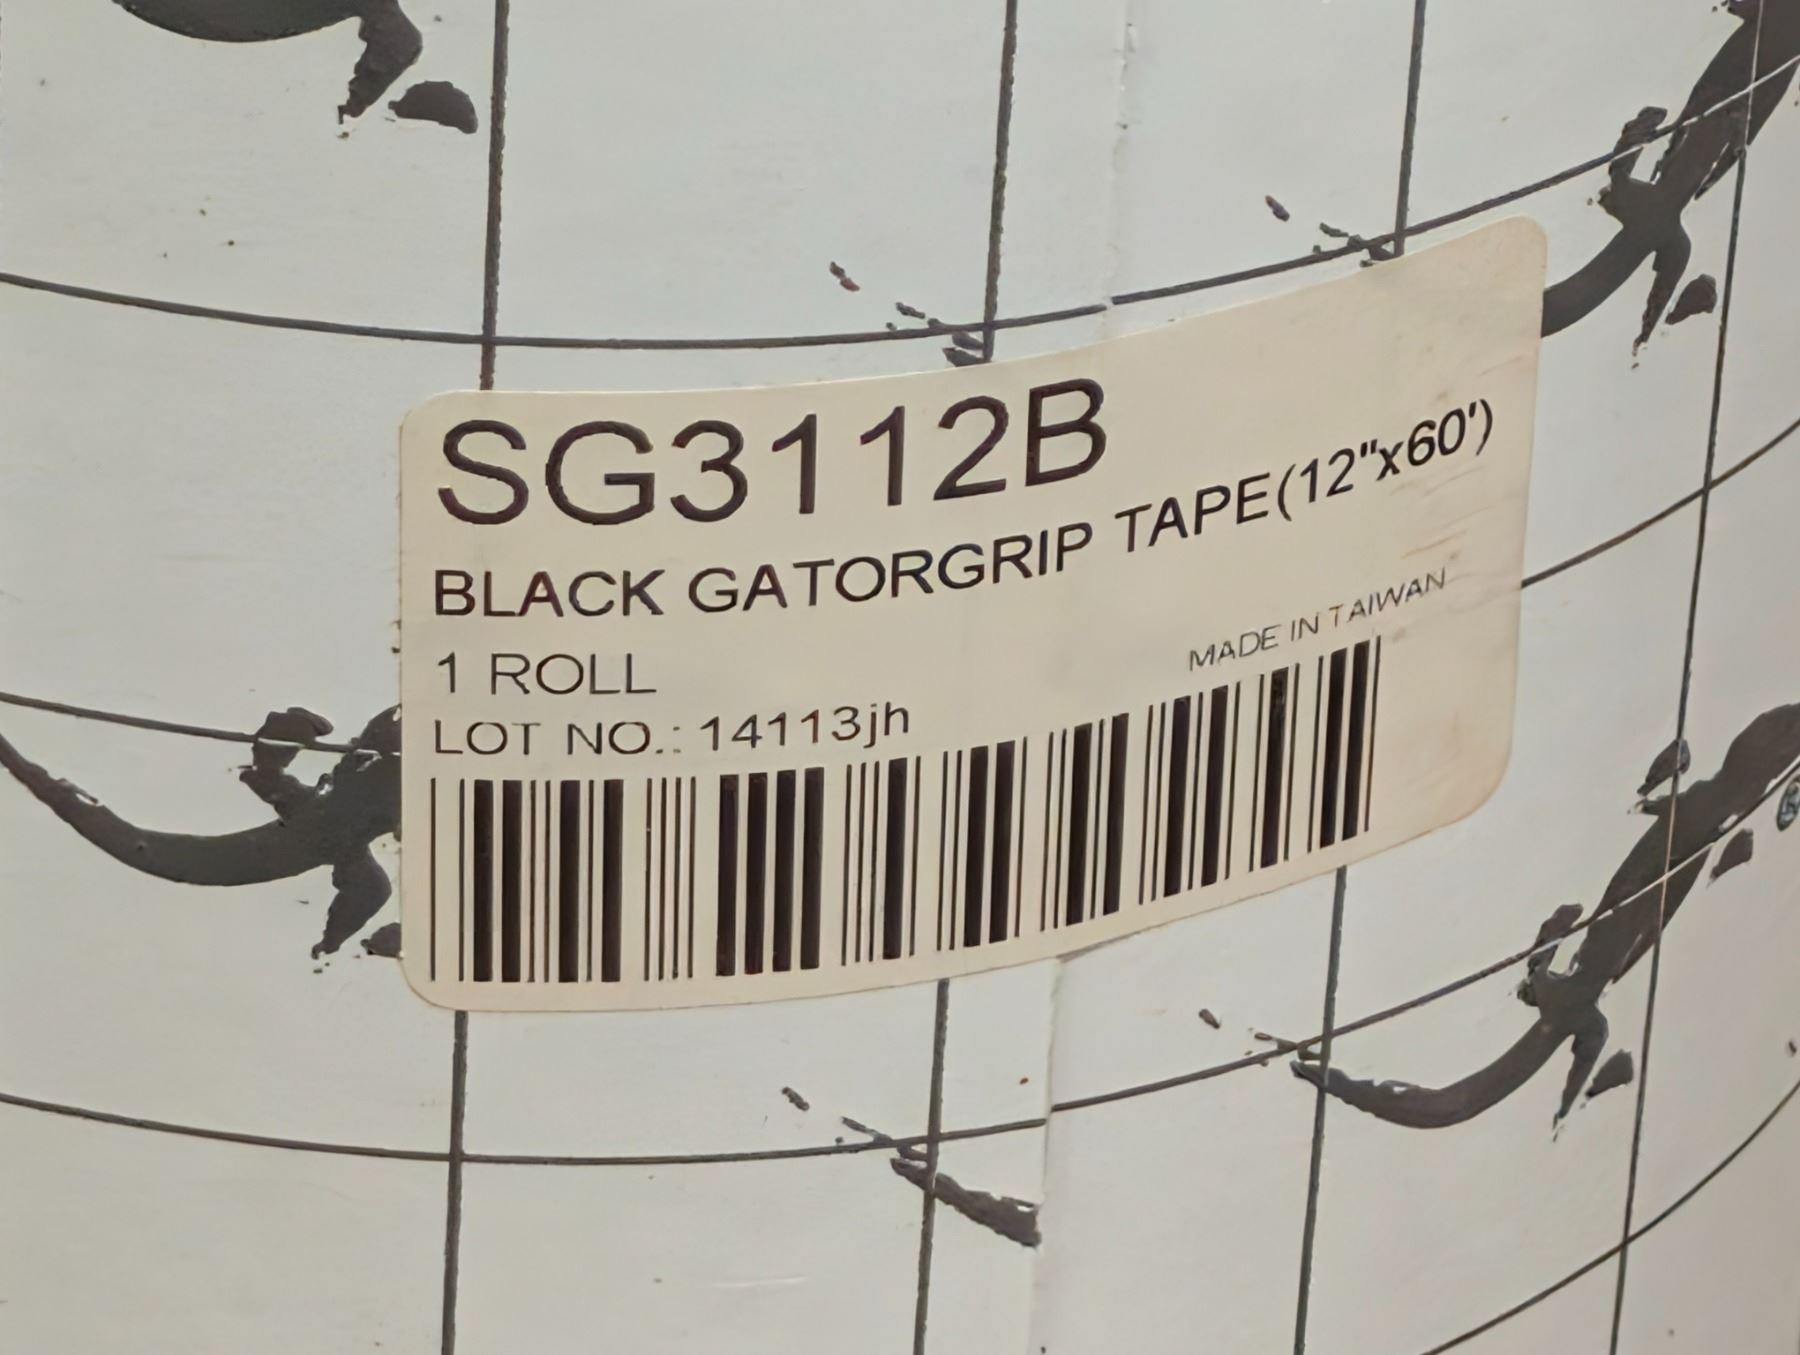 SG3112B
BLACK GATORGRIP TAPE(12"x60')
1 ROLL
MADE IN TAIWAN
LOT NO.: 14113jh
®